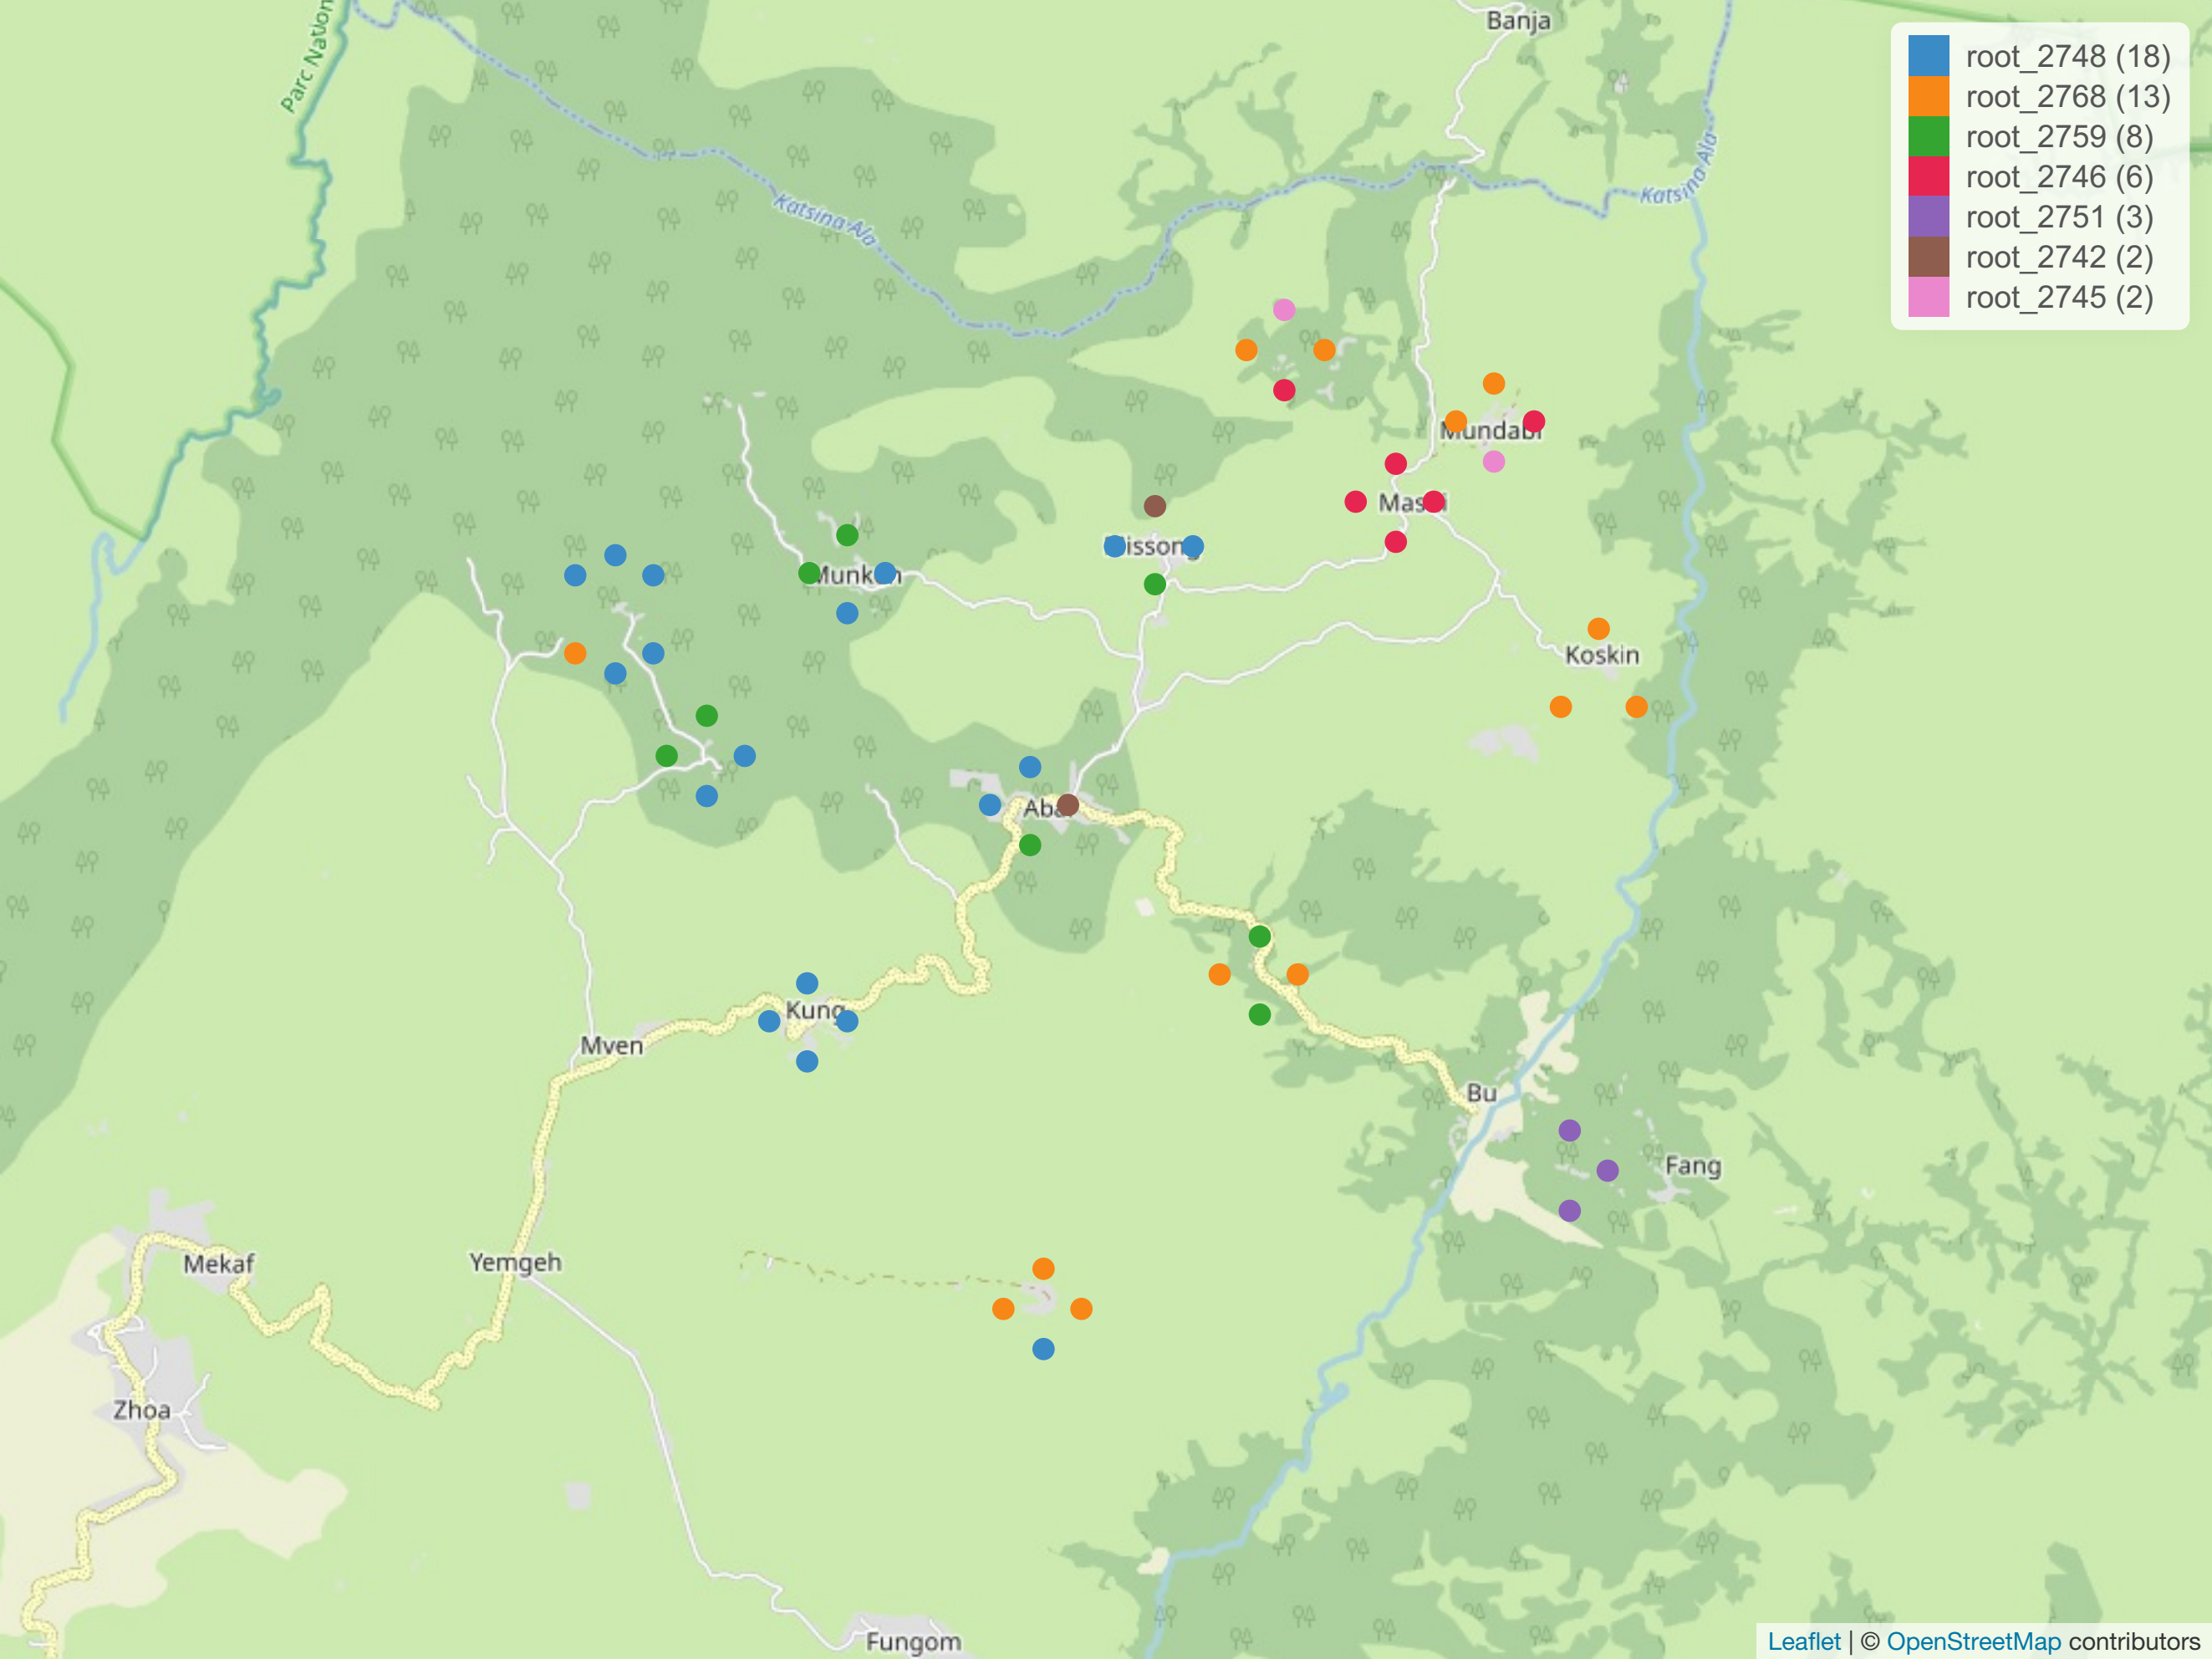 Banja
Parc Nation
root_2748 (18)
root_2768 (13)
root_2759 (8)
root_2746 (6)
root_2751 (3)
root_2742 (2)
root_2745 (2)
Katsina-Ala
Katsina-Ala
Mundabi
Koskin
Kung
Mven
Bu
Fang
Mekaf
Yemgeh
Zhoa
Fungom
Leaflet | © OpenStreetMap contributors